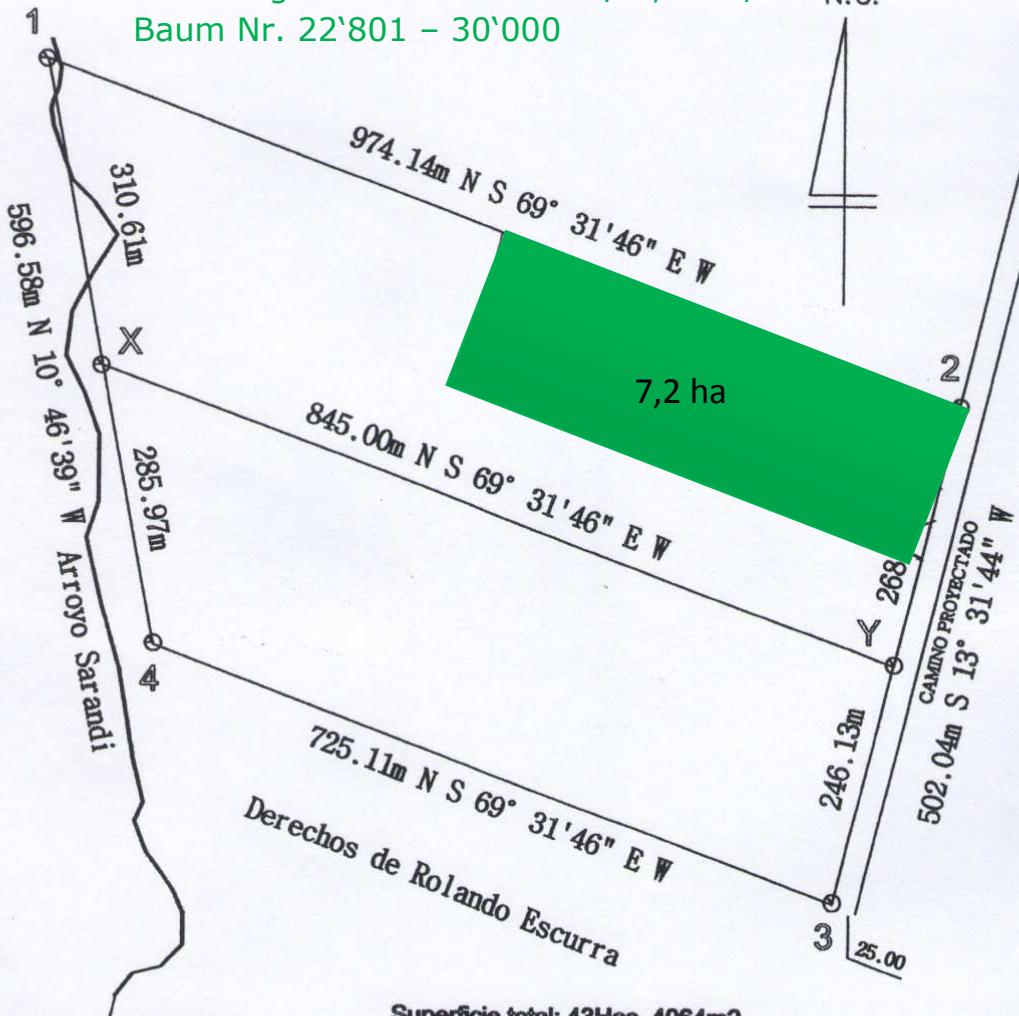 Baum Nr. 22‘801 – 30‘000
1
974.14m N S 69° 31'46" E W
310.61m
596.58m N 10° 46'39" W Arroyo Sarandi
X
2
7,2 ha
845.00m N S 69° 31'46" E W
285.97m
268
CAMINO PROYECTADO
502.04m S 13° 31'44" W
Y
4
246.13m
725.11m N S 69° 31'46" E W
Derechos de Rolando Escurra
3
25.00